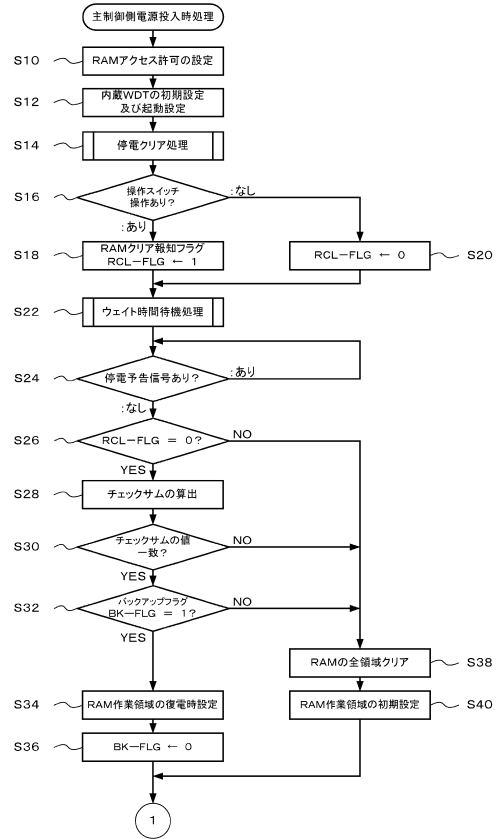 主制御側電源投入時処理
S10
RAMアクセス許可の設定
S12
内蔵WDTの初期設定
及び起動設定
S14
停電クリア処理
S16
操作スイッチ
操作あり?
:なし
:あり
S18
RAMクリア報知フラグ
RCL-FLG ← 1
RCL-FLG ← 0
S20
S22
ウェイト時間待機処理
S24
停電予告信号あり?
:あり
:なし
S26
RCL-FLG = 0?
NO
YES
S28
チェックサムの算出
S30
チェックサムの値
一致?
NO
YES
S32
バックアップフラグ
BK-FLG = 1?
NO
YES
RAMの全領域クリア
S38
S34
RAM作業領域の復電時設定
RAM作業領域の初期設定
S40
S36
BK-FLG ← 0
1